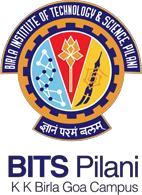 BIRLA INSTITUTE OF TECHNOLOGY & SCIENCE, PILANI
ज्ञानं परमं बलम्
BITS Pilani
K K Birla Goa Campus